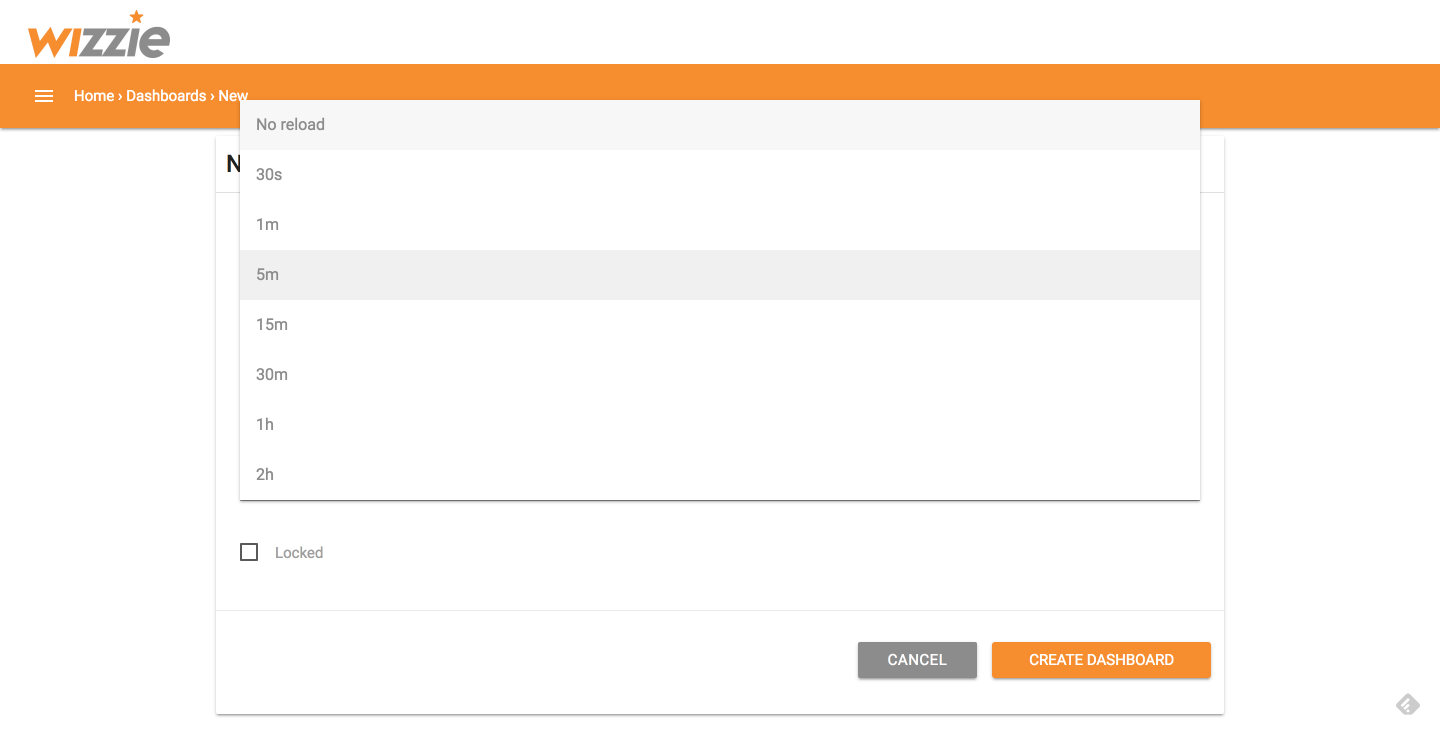 wizzie
Home › Dashboards › New
No reload
30s
1m
5m
15m
30m
1h
2h
Locked
CANCEL
CREATE DASHBOARD